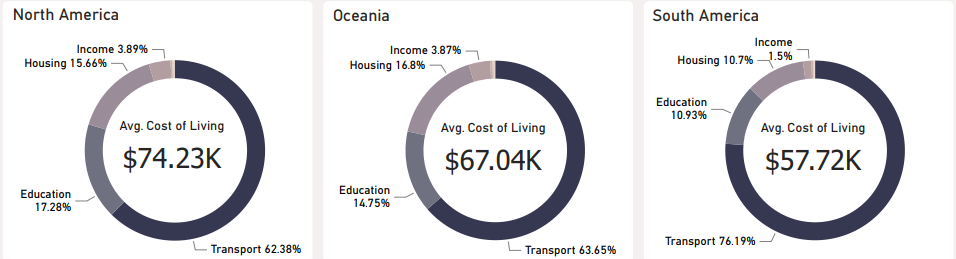 North America
Income 3.89%
Housing 15.66%
Avg. Cost of Living
$74.23K
Education
17.28%
Transport 62.38%
Oceania
Income 3.87%
Housing 16.8%
Avg. Cost of Living
$67.04K
Education
14.75%
Transport 63.65%
South America
Income
1.5%
Housing 10.7%
Education
10.93%
Avg. Cost of Living
$57.72K
Transport 76.19%